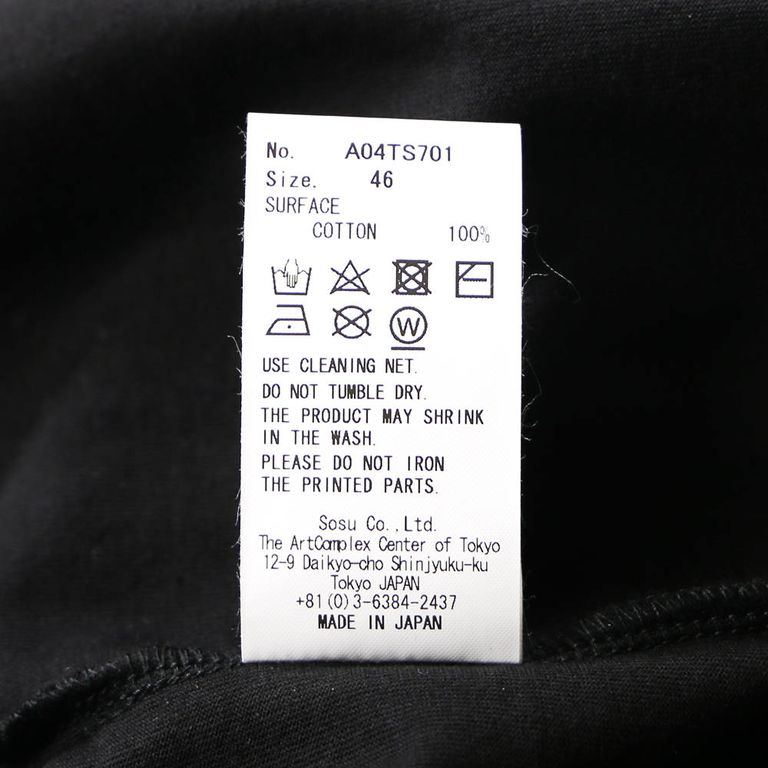 No. A04TS701
Size. 46
SURFACE
COTTON 100%
W
USE CLEANING NET.
DO NOT TUMBLE DRY.
THE PRODUCT MAY SHRINK
IN THE WASH.
PLEASE DO NOT IRON
THE PRINTED PARTS.
Sosu Co.,Ltd.
The ArtComplex Center of Tokyo
12-9 Daikyo-cho Shinjyuku-ku
Tokyo JAPAN
+81(0)3-6384-2437
MADE IN JAPAN